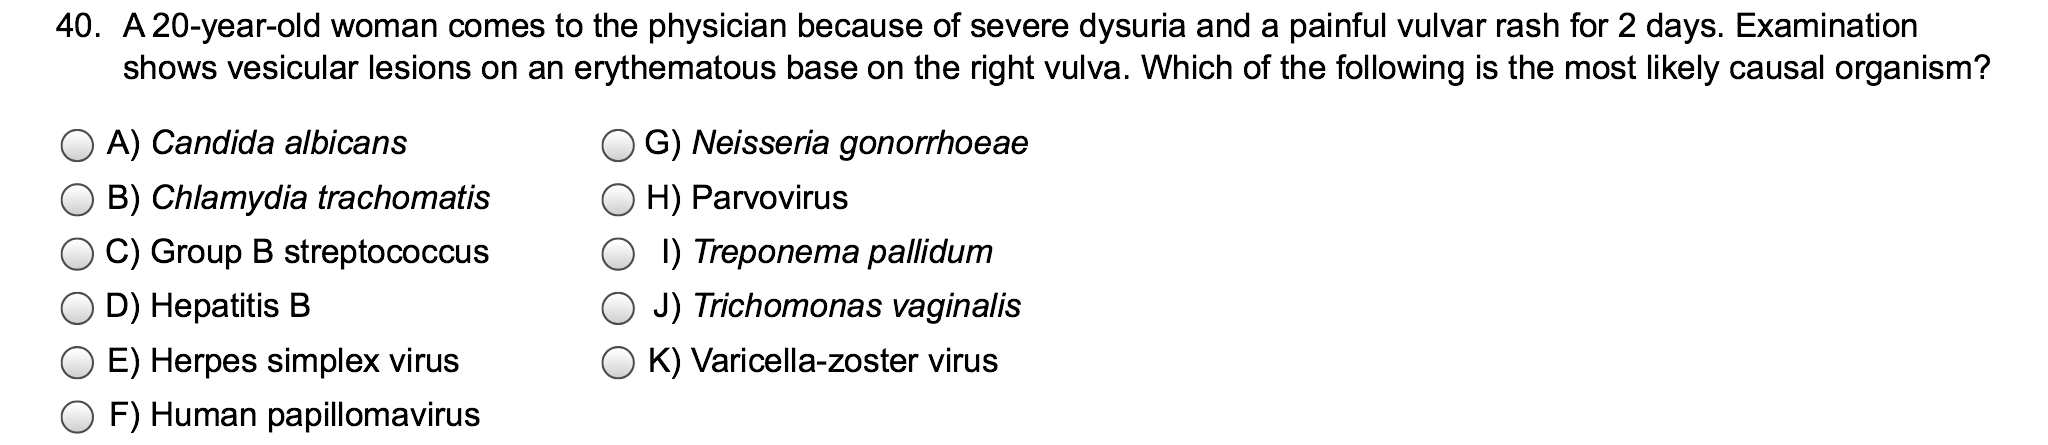 40. A 20-year-old woman comes to the physician because of severe dysuria and a painful vulvar rash for 2 days. Examination
shows vesicular lesions on an erythematous base on the right vulva. Which of the following is the most likely causal organism?
A) Candida albicans
B) Chlamydia trachomatis
C) Group B streptococcus
D) Hepatitis B
E) Herpes simplex virus
F) Human papillomavirus
G) Neisseria gonorrhoeae
H) Parvovirus
I) Treponema pallidum
J) Trichomonas vaginalis
K) Varicella-zoster virus